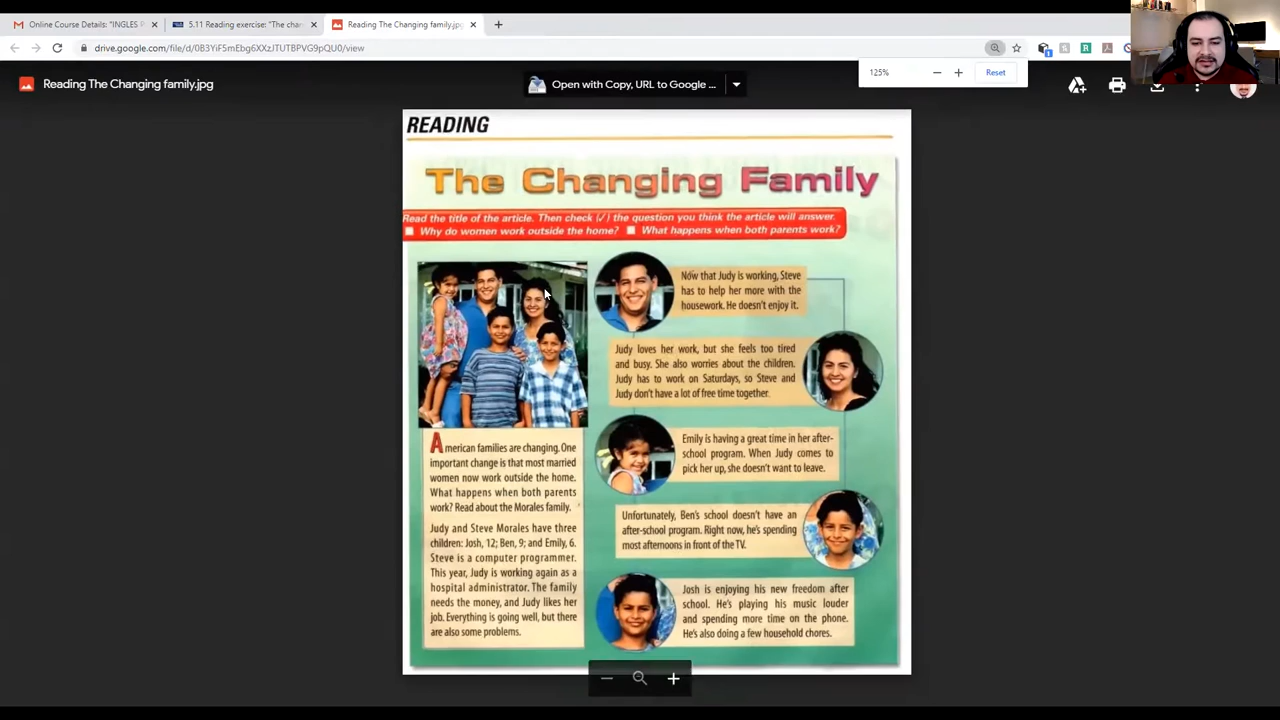 Online Course Details: "INGLES P
5.11 Reading exercise: "The chan
Reading The Changing family.jpg
drive.google.com/file/d/0B3YiF5mEbg6XXzJTUTBPVG9pQU0/view
125%
Reset
Reading The Changing family.jpg
Open with Copy, URL to Google ...
READING
The Changing Family
Read the title of the article. Then check (✓) the question you think the article will answer.
Why do women work outside the home? What happens when both parents work?
American families are changing. One
important change is that most married
women now work outside the home.
What happens when both parents
work? Read about the Morales family.
Judy and Steve Morales have three
children: Josh, 12; Ben, 9; and Emily, 6.
Steve is a computer programmer.
This year, Judy is working again as a
hospital administrator. The family
needs the money, and Judy likes her
job. Everything is going well, but there
are also some problems.
Now that Judy is working, Steve
has to help her more with the
housework. He doesn't enjoy it.
Judy loves her work, but she feels too tired
and busy. She also worries about the children.
Judy has to work on Saturdays, so Steve and
Judy don't have a lot of free time together.
Emily is having a great time in her after-
school program. When Judy comes to
pick her up, she doesn't want to leave.
Unfortunately, Ben's school doesn't have an
after-school program. Right now, he's spending
most afternoons in front of the TV.
Josh is enjoying his new freedom after
school. He's playing his music louder
and spending more time on the phone.
He's also doing a few household chores.